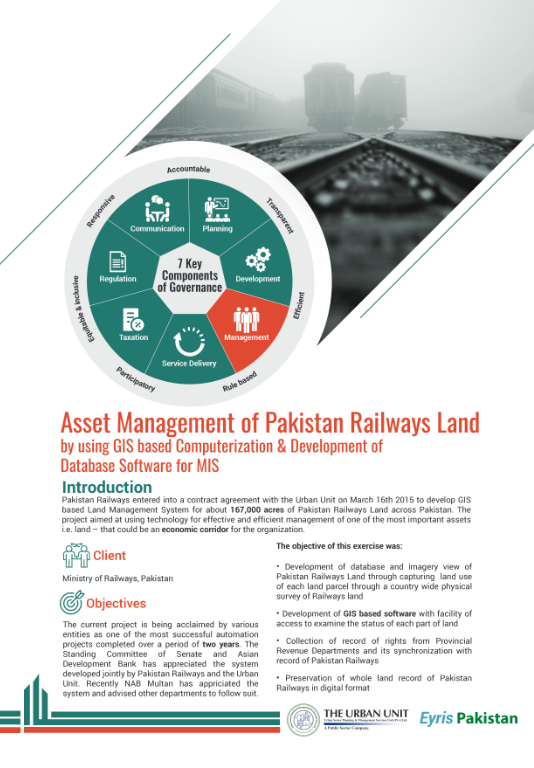 Accountable
Responsive
Transparent
Communication
Planning
7 Key
Components
of Governance
Regulation
Development
Equitable & Inclusive
Efficient
Taxation
Management
Service Delivery
Participatory
Rule based
Asset Management of Pakistan Railways Land
by using GIS based Computerization & Development of
Database Software for MIS
Introduction
Pakistan Railways entered into a contract agreement with the Urban Unit on March 16th 2015 to develop GIS
based Land Management System for about 167,000 acres of Pakistan Railways Land across Pakistan. The
project aimed at using technology for effective and efficient management of one of the most important assets
i.e. land – that could be an economic corridor for the organization.
Client
Ministry of Railways, Pakistan
Objectives
The current project is being acclaimed by various
entities as one of the most successful automation
projects completed over a period of two years. The
Standing Committee of Senate and Asian
Development Bank has appreciated the system
developed jointly by Pakistan Railways and the Urban
Unit. Recently NAB Multan has appriciated the
system and advised other departments to follow suit.
The objective of this exercise was:
• Development of database and imagery view of
Pakistan Railways Land through capturing land use
of each land parcel through a country wide physical
survey of Railways land
• Development of GIS based software with facility of
access to examine the status of each part of land
• Collection of record of rights from Provincial
Revenue Departments and its synchronization with
record of Pakistan Railways
• Preservation of whole land record of Pakistan
Railways in digital format
THE URBAN UNIT
Urban Sector Planning & Management Services Unit (Pvt) Ltd.
A Public Sector Company
Eyris Pakistan